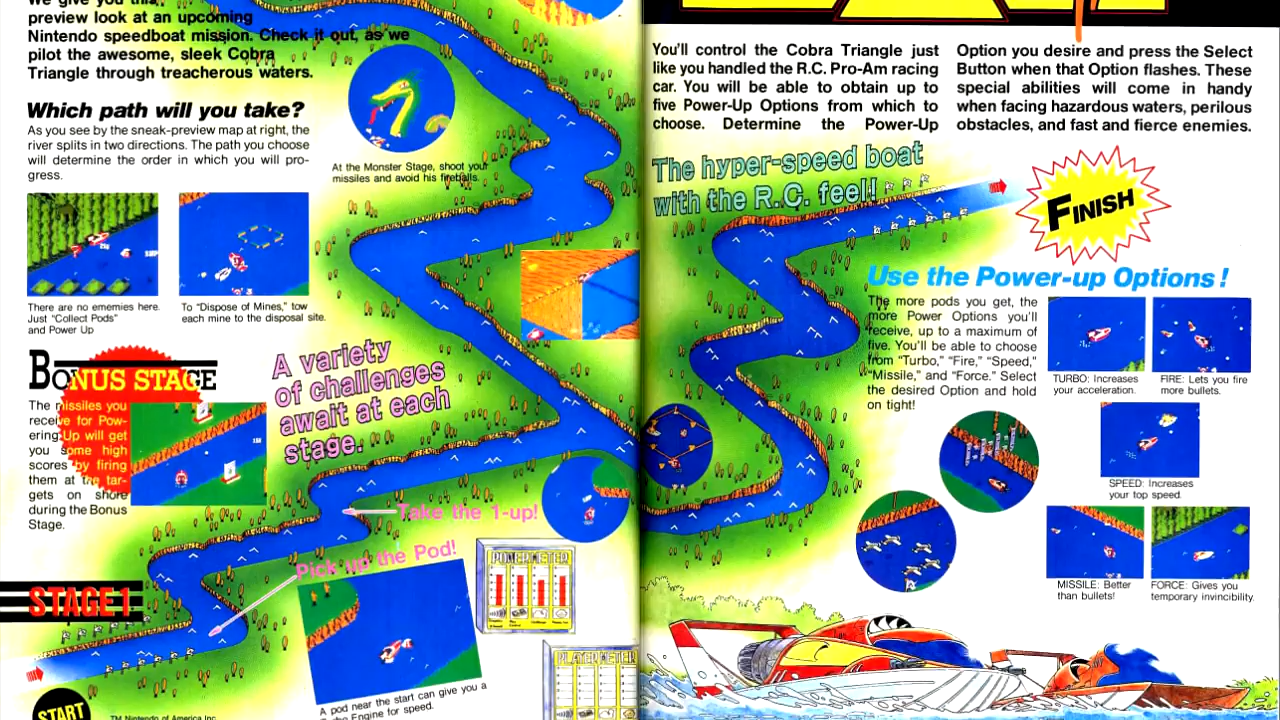 We give you this,
preview look at an upcoming
Nintendo speedboat mission. Check it out, as we
pilot the awesome, sleek Cobra
Triangle through treacherous waters.
Which path will you take?
As you see by the sneak-preview map at right, the
river splits in two directions. The path you choose
will determine the order in which you will pro-
gress.
At the Monster Stage, shoot your
missiles and avoid his fireballs.
There are no enemies here.
Just "Collect Pods"
and Power Up
To "Dispose of Mines," tow
each mine to the disposal site.
BONUS STAGE
The missiles you
receive for Pow-
ering Up will get
you some high
scores by firing
them at the tar-
gets on shore
during the Bonus
Stage.
A variety
of challenges
await at each
stage.
Take the 1-up!
Pick up the Pod!
STAGE 1
START
TM Nintendo of America Inc.
A pod near the start can give you a
Engine for speed.
POWER METER
PLAYER METER
You'll control the Cobra Triangle just
like you handled the R.C. Pro-Am racing
car. You will be able to obtain up to
five Power-Up Options from which to
choose. Determine the Power-Up
Option you desire and press the Select
Button when that Option flashes. These
special abilities will come in handy
when facing hazardous waters, perilous
obstacles, and fast and fierce enemies.
The hyper-speed boat
with the R.C. feel!
FINISH
Use the Power-up Options!
The more pods you get, the
more Power Options you'll
receive, up to a maximum of
five. You'll be able to choose
from "Turbo," "Fire," "Speed,"
"Missile," and "Force." Select
the desired Option and hold
on tight!
TURBO: Increases
your acceleration.
FIRE: Lets you fire
more bullets.
SPEED: Increases
your top speed.
MISSILE: Better
than bullets!
FORCE: Gives you
temporary invincibility.